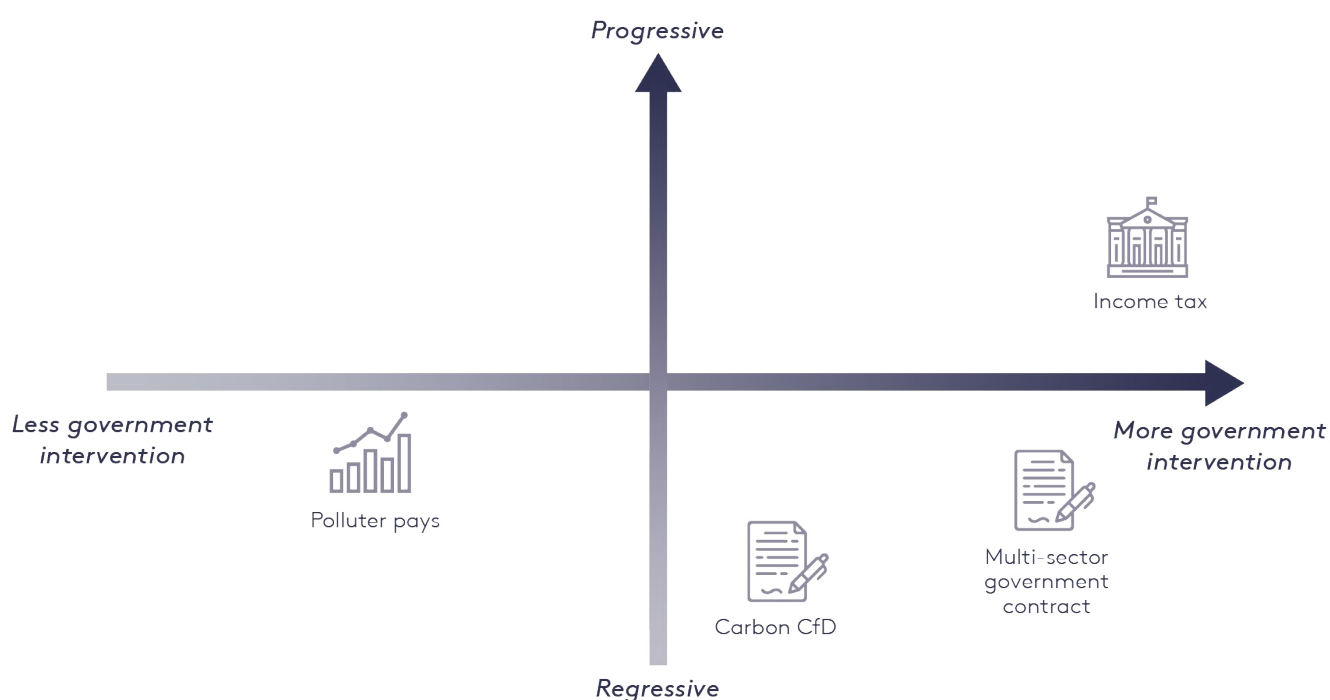 Progressive
Income tax
Less government
intervention
More government
intervention
Polluter pays
Multi-sector
government
contract
Carbon CfD
Regressive